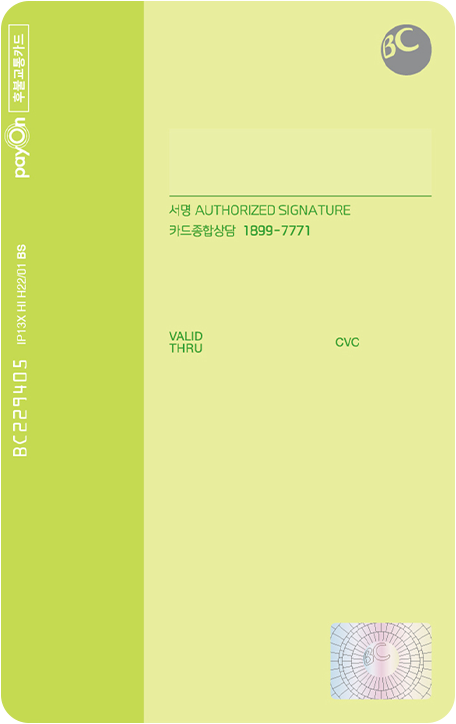 후불교통카드
payOn
BC
서명 AUTHORIZED SIGNATURE
카드종합상담 1899-7771
IP13X HI H22/01 BS
BC229405
VALID
THRU
CVC
BC